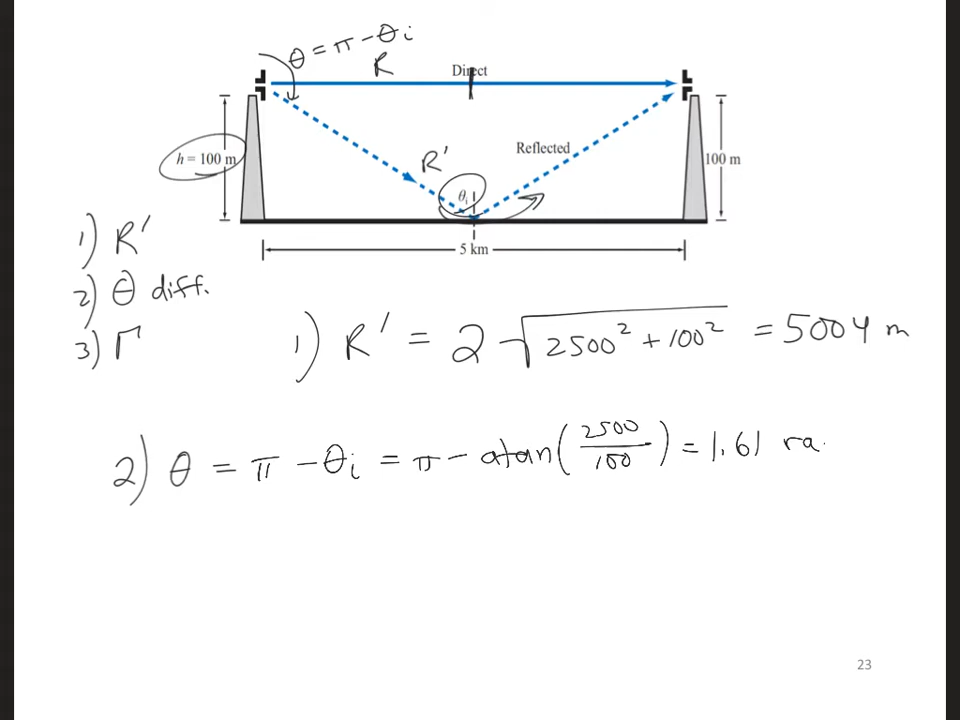 θ = π - θi
R
Direct
h = 100 m
R'
Reflected
100 m
θi
5 km
1) R'
2) θ diff.
3) Γ
1) R' = 2 √(2500² + 100²) = 5004 m
2) θ = π - θi = π - atan(2500/100) = 1.61 ra.
23